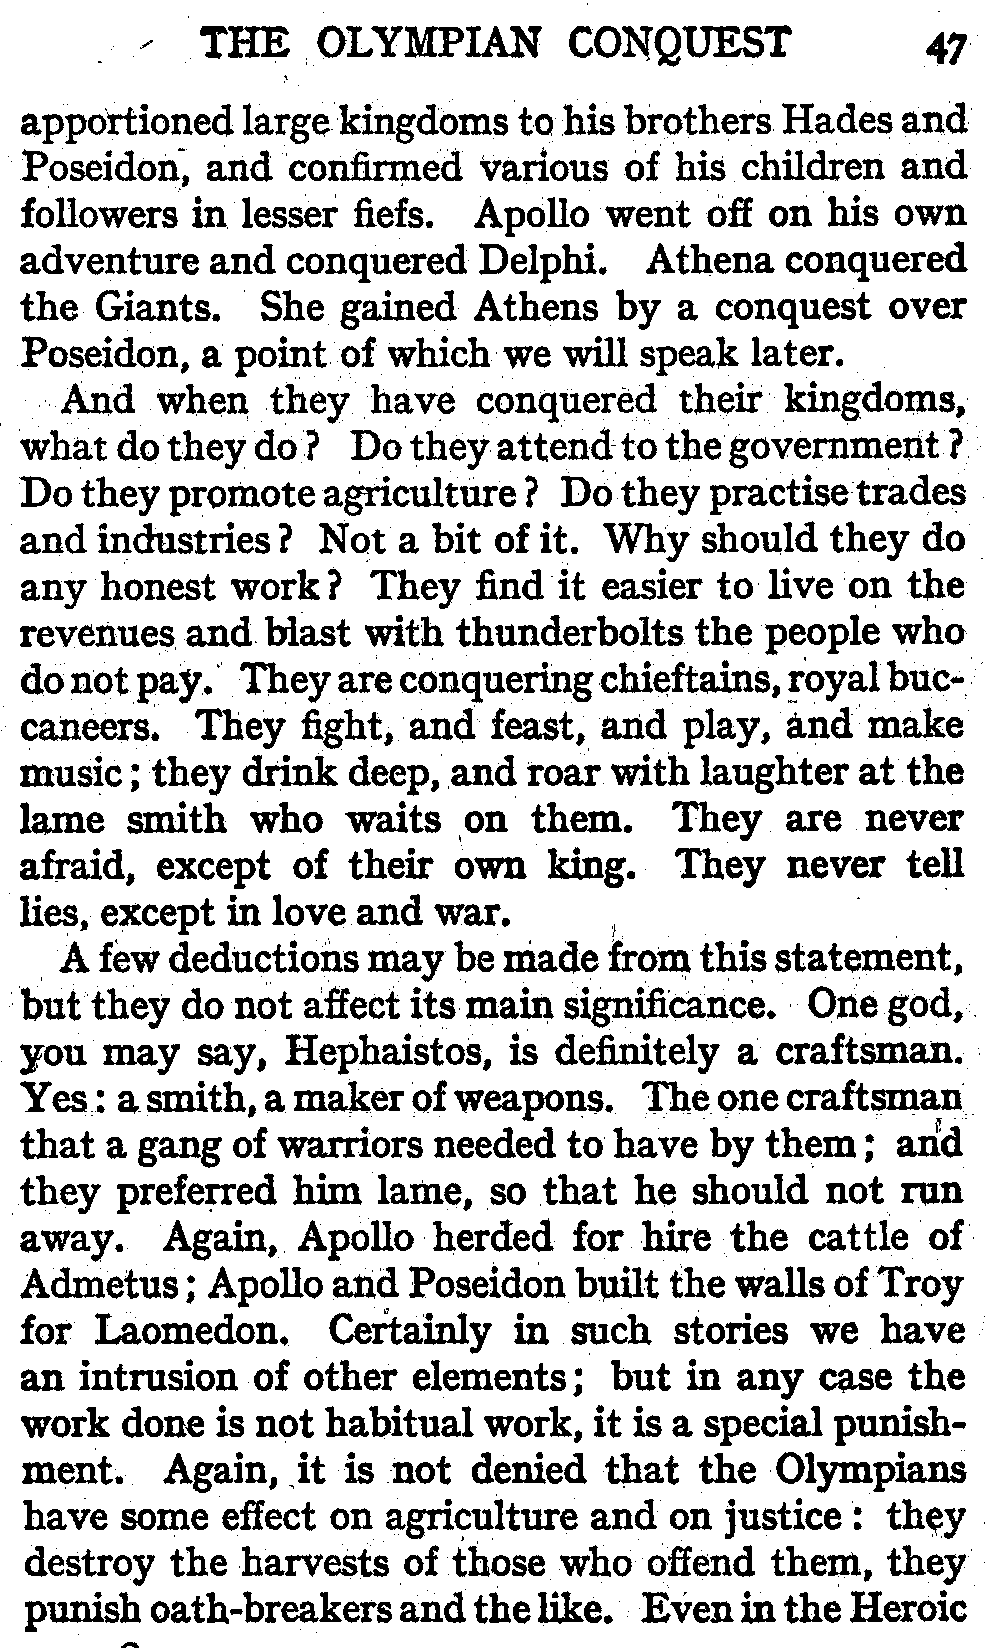 THE OLYMPIAN CONQUEST 47
apportioned large kingdoms to his brothers Hades and
Poseidon, and confirmed various of his children and
followers in lesser fiefs. Apollo went off on his own
adventure and conquered Delphi. Athena conquered
the Giants. She gained Athens by a conquest over
Poseidon, a point of which we will speak later.
And when they have conquered their kingdoms,
what do they do? Do they attend to the government?
Do they promote agriculture? Do they practise trades
and industries? Not a bit of it. Why should they do
any honest work? They find it easier to live on the
revenues and blast with thunderbolts the people who
do not pay. They are conquering chieftains, royal buc-
caneers. They fight, and feast, and play, and make
music; they drink deep, and roar with laughter at the
lame smith who waits on them. They are never
afraid, except of their own king. They never tell
lies, except in love and war.
A few deductions may be made from this statement,
but they do not affect its main significance. One god,
you may say, Hephaistos, is definitely a craftsman.
Yes: a smith, a maker of weapons. The one craftsman
that a gang of warriors needed to have by them; and
they preferred him lame, so that he should not run
away. Again, Apollo herded for hire the cattle of
Admetus; Apollo and Poseidon built the walls of Troy
for Laomedon. Certainly in such stories we have
an intrusion of other elements; but in any case the
work done is not habitual work, it is a special punish-
ment. Again, it is not denied that the Olympians
have some effect on agriculture and on justice: they
destroy the harvests of those who offend them, they
punish oath-breakers and the like. Even in the Heroic